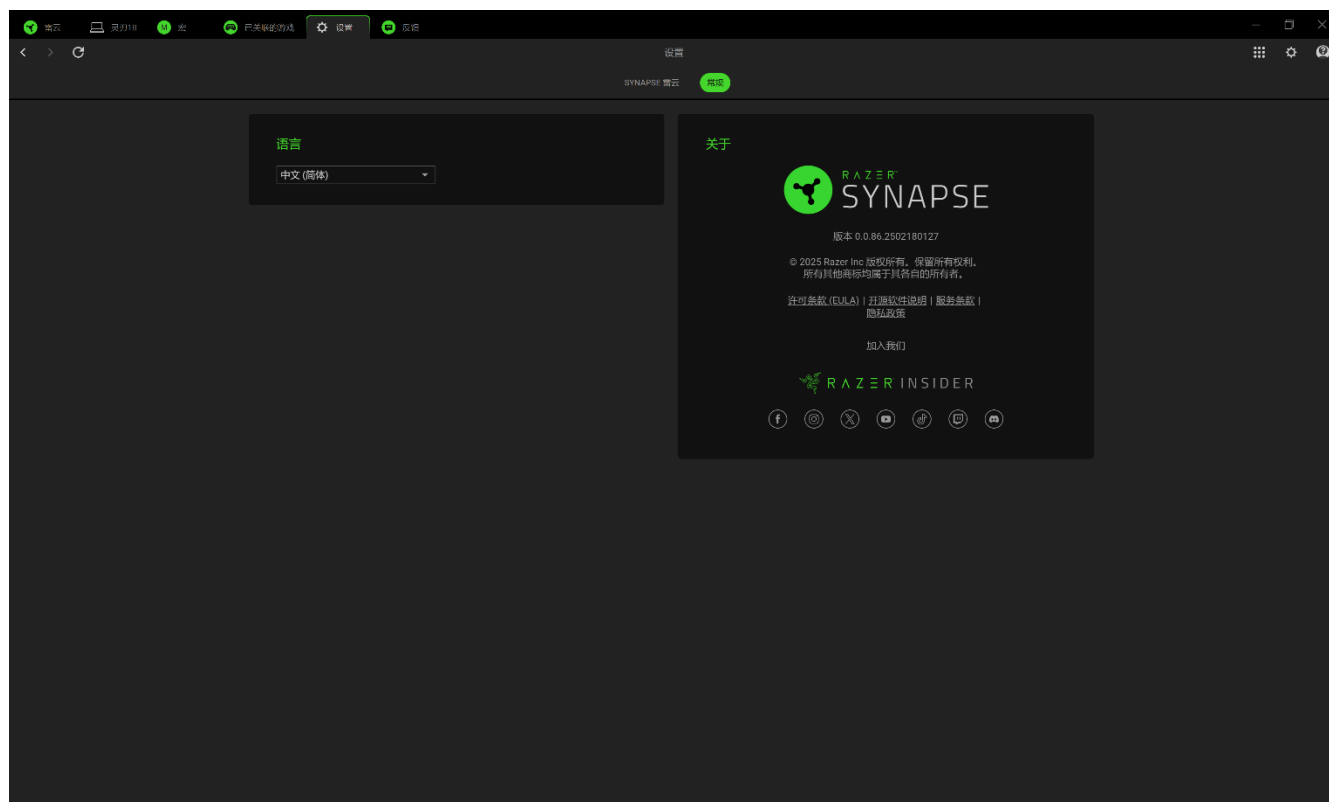 雷云 灵刃18 宏 已关联的游戏 设置 反馈
设置
SYNAPSE 雷云 常规
语言
中文 (简体)
关于
RAZER
SYNAPSE
版本 0.0.86.2502180127
© 2025 Razer Inc 版权所有。保留所有权利。
所有其他商标均属于其各自的所有者。
许可条款 (EULA) | 开源软件说明 | 服务条款 |
隐私政策
加入我们
RAZER INSIDER